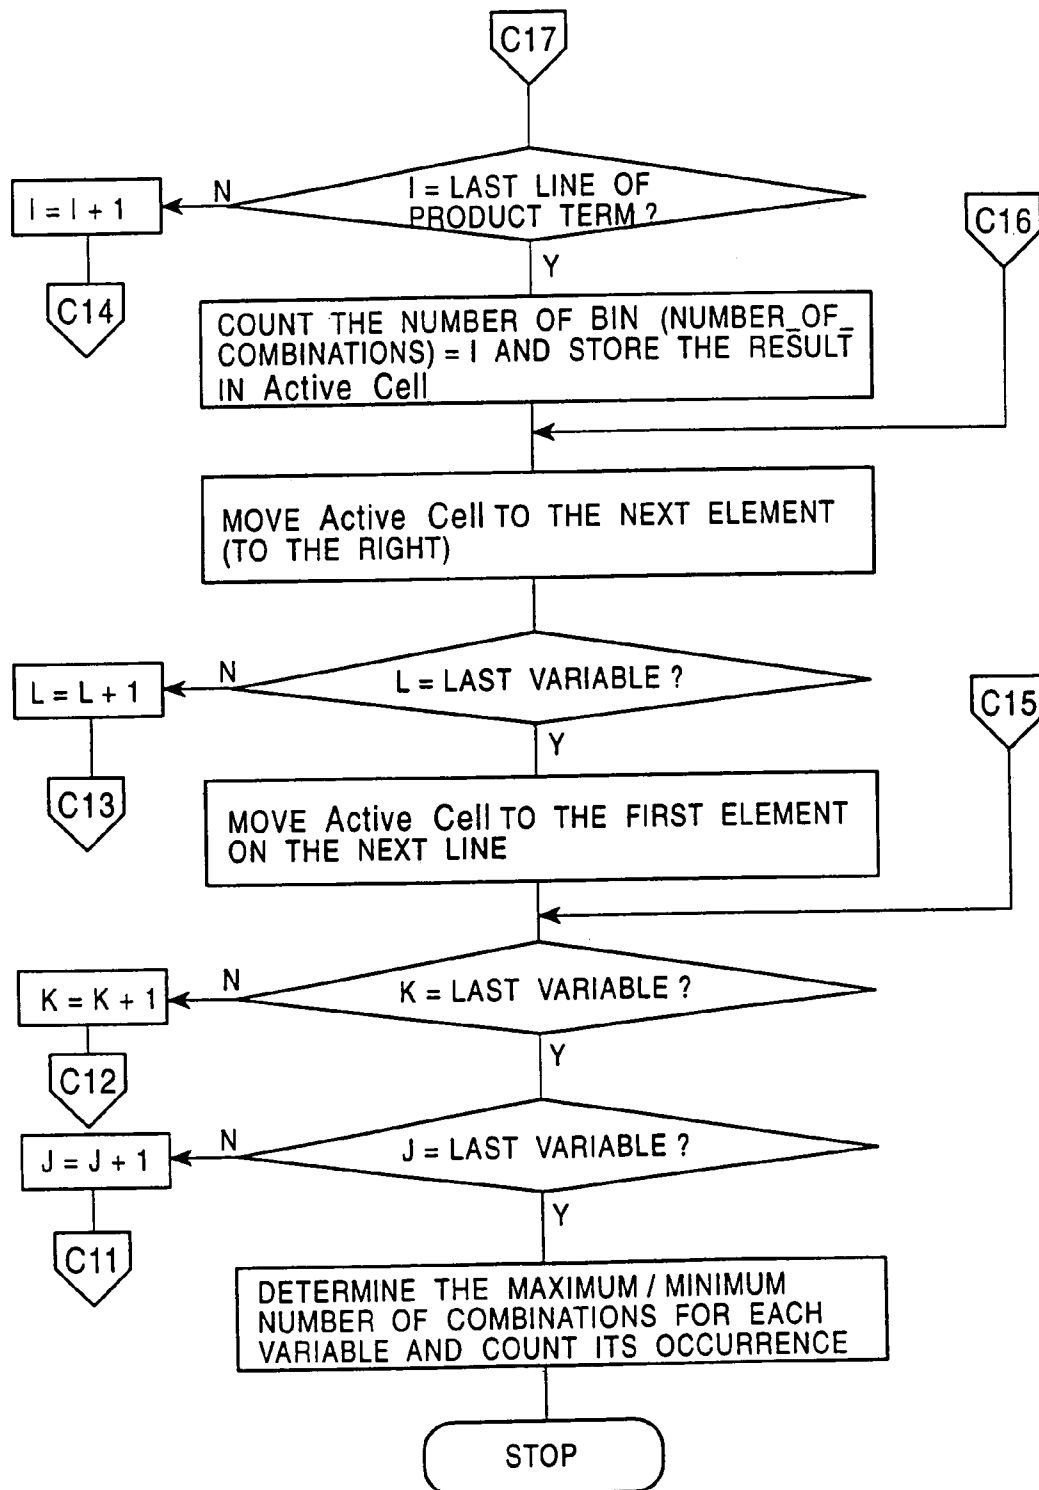 C17
I = LAST LINE OF
PRODUCT TERM ?
N
I = I + 1
C16
Y
C14
COUNT THE NUMBER OF BIN (NUMBER_OF_
COMBINATIONS) = I AND STORE THE RESULT
IN Active Cell
MOVE Active Cell TO THE NEXT ELEMENT
(TO THE RIGHT)
L = LAST VARIABLE ?
N
L = L + 1
C15
Y
C13
MOVE Active Cell TO THE FIRST ELEMENT
ON THE NEXT LINE
K = LAST VARIABLE ?
N
K = K + 1
Y
C12
J = LAST VARIABLE ?
N
J = J + 1
Y
C11
DETERMINE THE MAXIMUM / MINIMUM
NUMBER OF COMBINATIONS FOR EACH
VARIABLE AND COUNT ITS OCCURRENCE
STOP